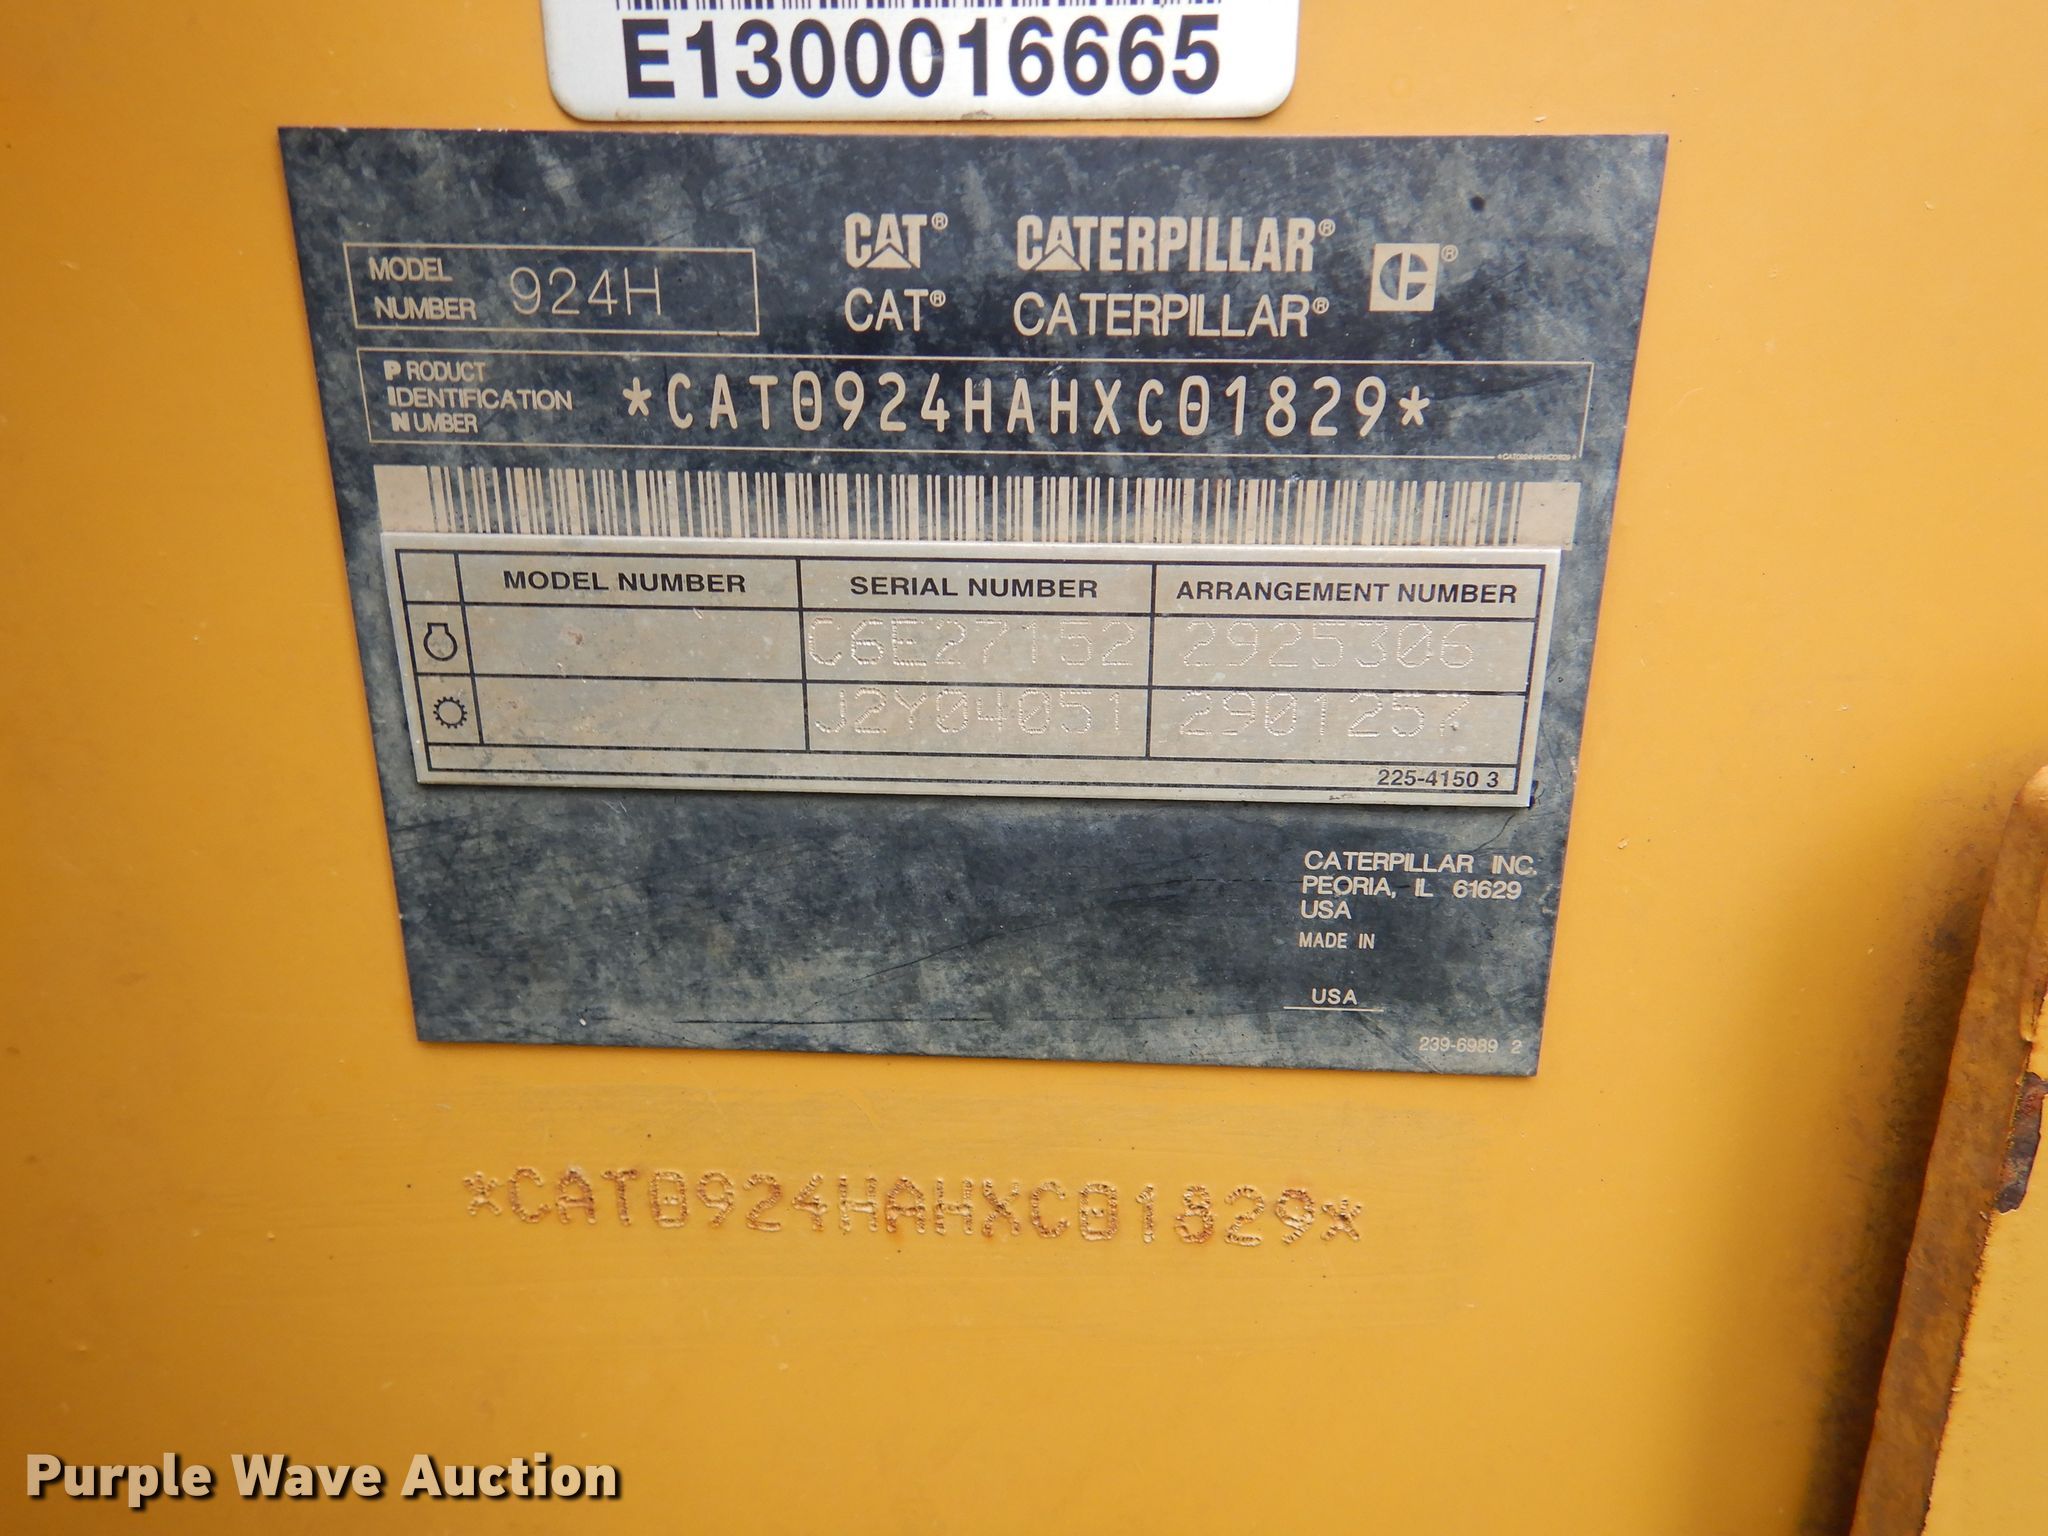 E1300016665
MODEL NUMBER 924H
CAT® CATERPILLAR® ®
CAT® CATERPILLAR®
PRODUCT IDENTIFICATION NUMBER *CAT0924HAHXC01829*
*CAT0924HAHXC01829*
MODEL NUMBER SERIAL NUMBER ARRANGEMENT NUMBER
C6E27152 2925306
J2Y04051 2901257
225-4150 3
CATERPILLAR INC.
PEORIA, IL 61629
USA
MADE IN
USA
239-6989 2
*CAT0924HAHXC01829*
Purple Wave Auction